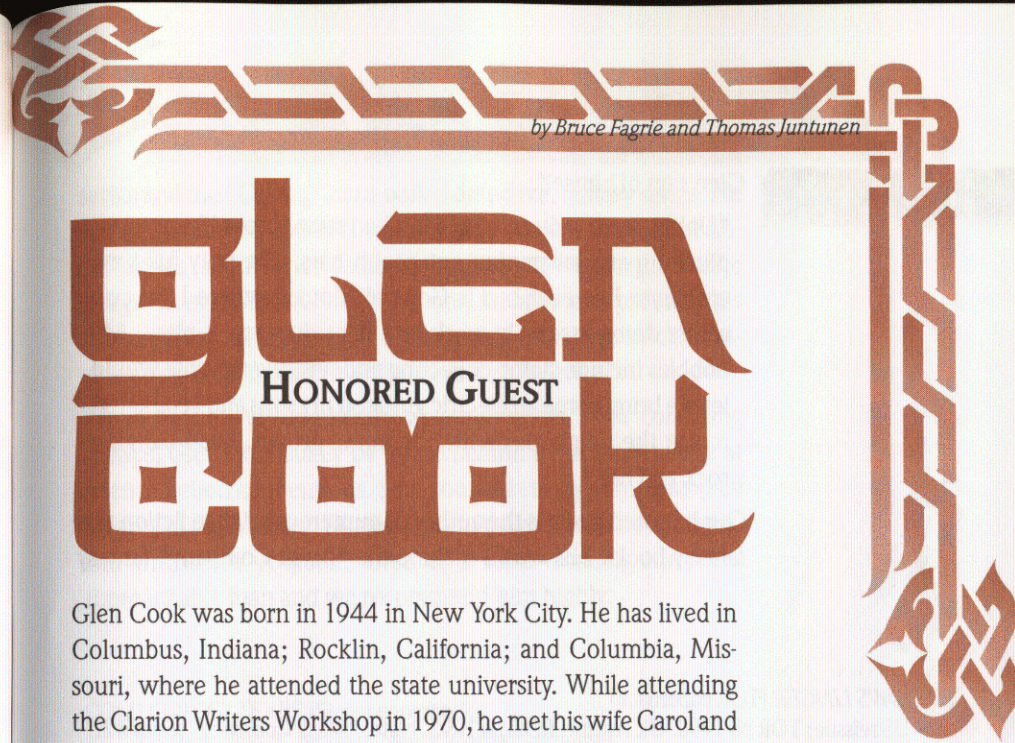 by Bruce Fagrie and Thomas Juntunen
glen
HONORED GUEST
cook
Glen Cook was born in 1944 in New York City. He has lived in
Columbus, Indiana; Rocklin, California; and Columbia, Mis-
souri, where he attended the state university. While attending
the Clarion Writers Workshop in 1970, he met his wife Carol and